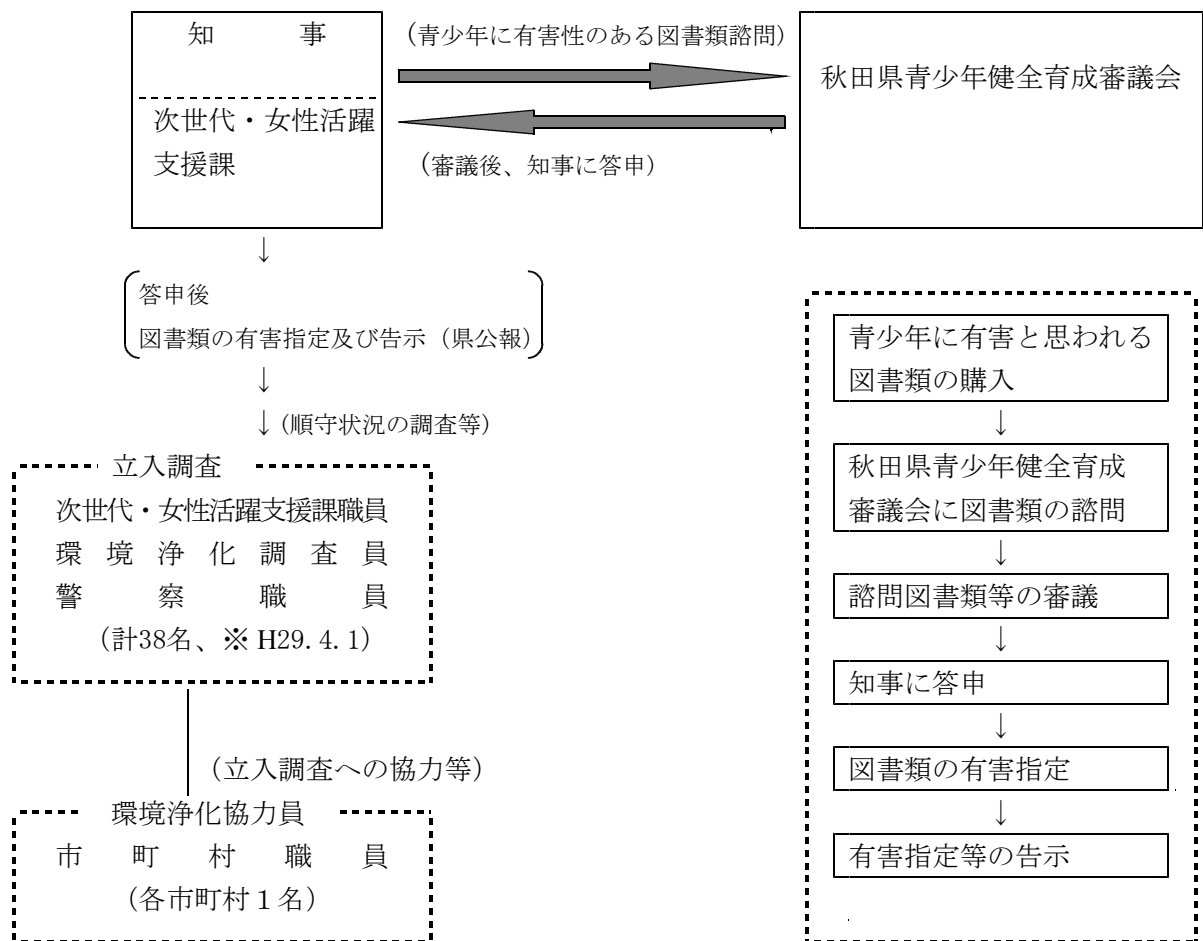 知　　　事
次世代・女性活躍
支援課
(青少年に有害性のある図書類諮問)
(審議後、知事に答申)
秋田県青少年健全育成審議会
↓
答申後
図書類の有害指定及び告示（県公報）
↓
↓(順守状況の調査等)
立入調査
次世代・女性活躍支援課職員
環境浄化調査員
警察職員
(計38名、※H29.4.1)
(立入調査への協力等)
環境浄化協力員
市町村職員
(各市町村１名)
青少年に有害と思われる
図書類の購入
↓
秋田県青少年健全育成
審議会に図書類の諮問
↓
諮問図書類等の審議
↓
知事に答申
↓
図書類の有害指定
↓
有害指定等の告示